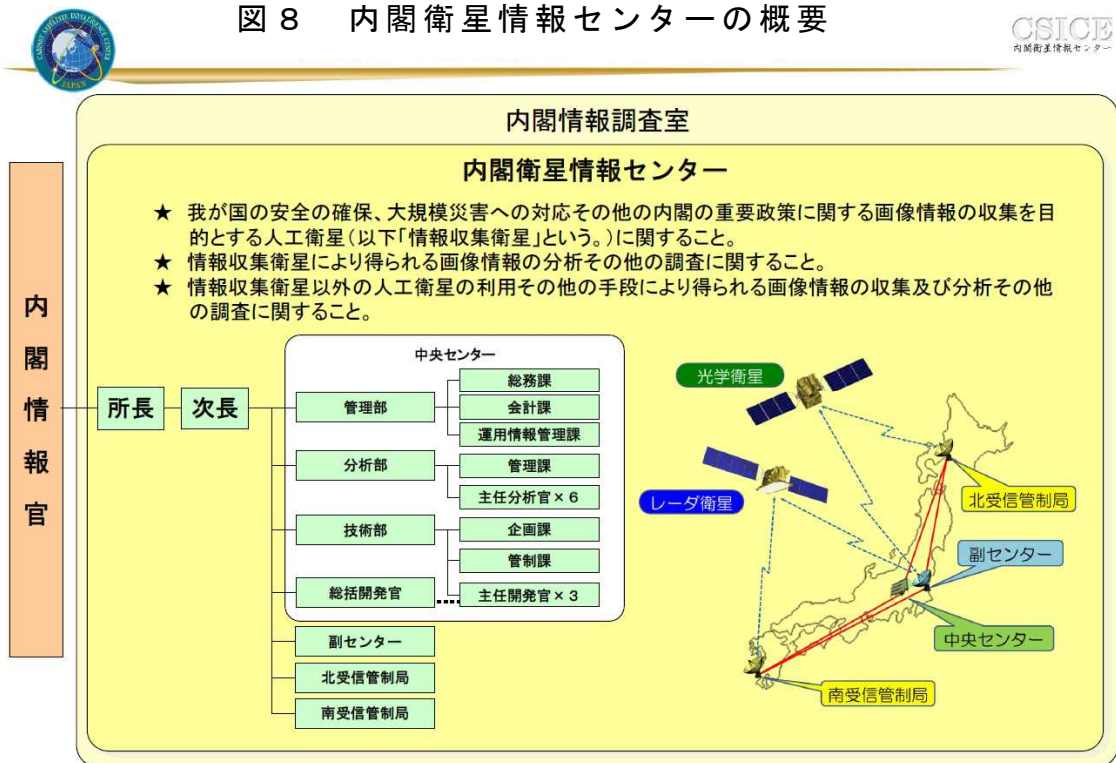 図８　内閣衛星情報センターの概要
CABINET SATELLITE INTELLIGENCE CENTER
JAPAN
CSICE
内閣衛星情報センター
内閣情報調査室
内閣衛星情報センター
★ 我が国の安全の確保、大規模災害への対応その他の内閣の重要政策に関する画像情報の収集を目
的とする人工衛星（以下「情報収集衛星」という。）に関すること。
★ 情報収集衛星により得られる画像情報の分析その他の調査に関すること。
★ 情報収集衛星以外の人工衛星の利用その他の手段により得られる画像情報の収集及び分析その他
の調査に関すること。
内閣情報官
所長
次長
中央センター
管理部
総務課
会計課
運用情報管理課
分析部
管理課
主任分析官×６
技術部
企画課
管制課
総括開発官
主任開発官×３
副センター
北受信管制局
南受信管制局
光学衛星
レーダ衛星
北受信管制局
副センター
中央センター
南受信管制局